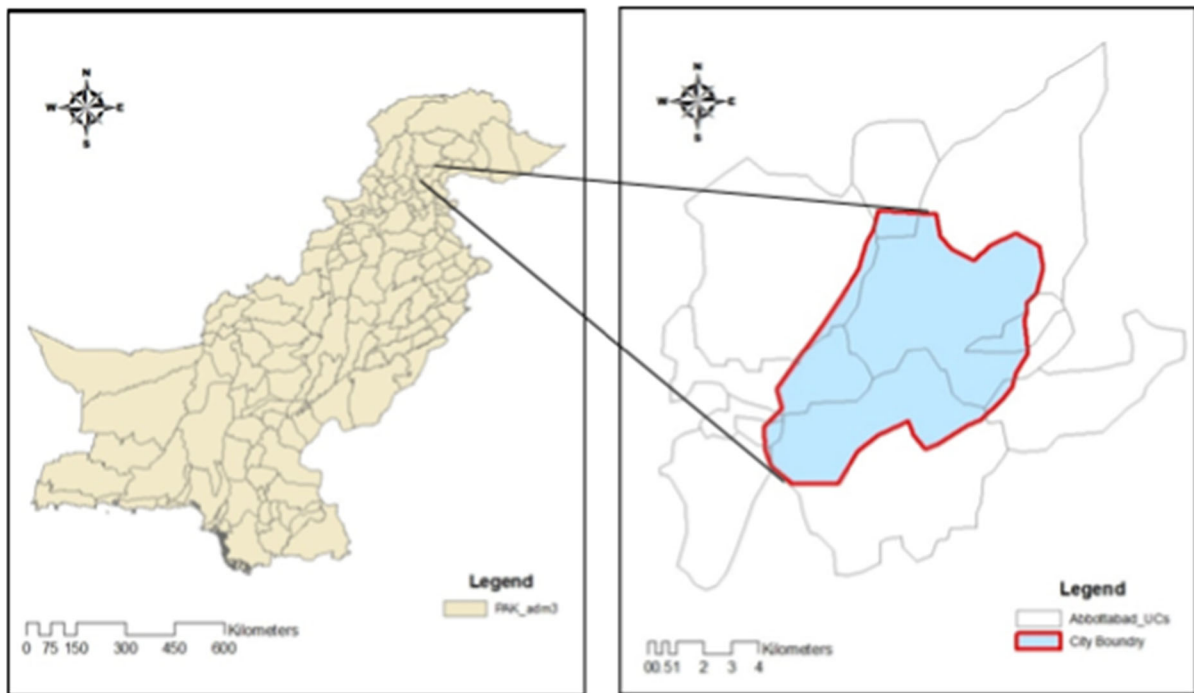 N
W E
S
Legend
PAK_adm3
Kilometers
0 75 150 300 450 600
N
W E
S
Legend
Abbottabad_UCs
City Boundry
Kilometers
00.51 2 3 4